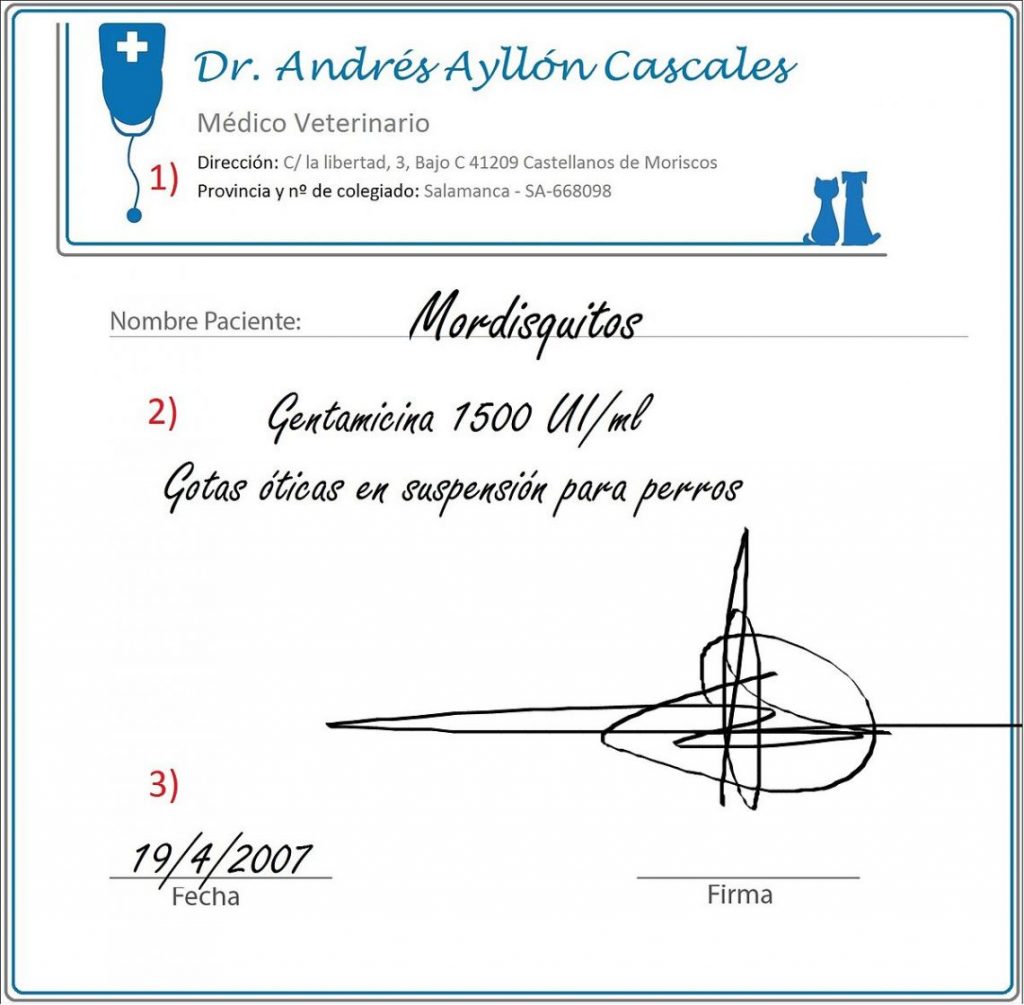 Dr. Andrés Ayllón Cascales
Médico Veterinario
1)
Dirección: C/ la libertad, 3, Bajo C 41209 Castellanos de Moriscos
Provincia y nº de colegiado: Salamanca - SA-668098
Nombre Paciente: Mordisquitos
2) Gentamicina 1500 UI/ml
Gotas óticas en suspensión para perros
3)
19/4/2007
Fecha Firma